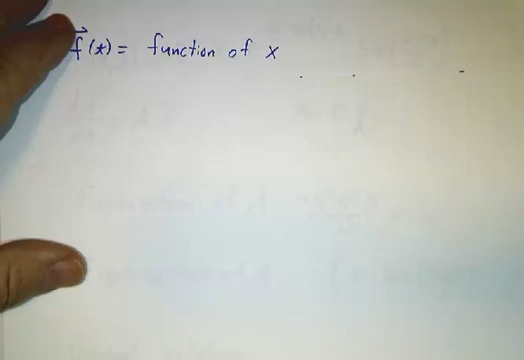 f⃗(x) = function of x